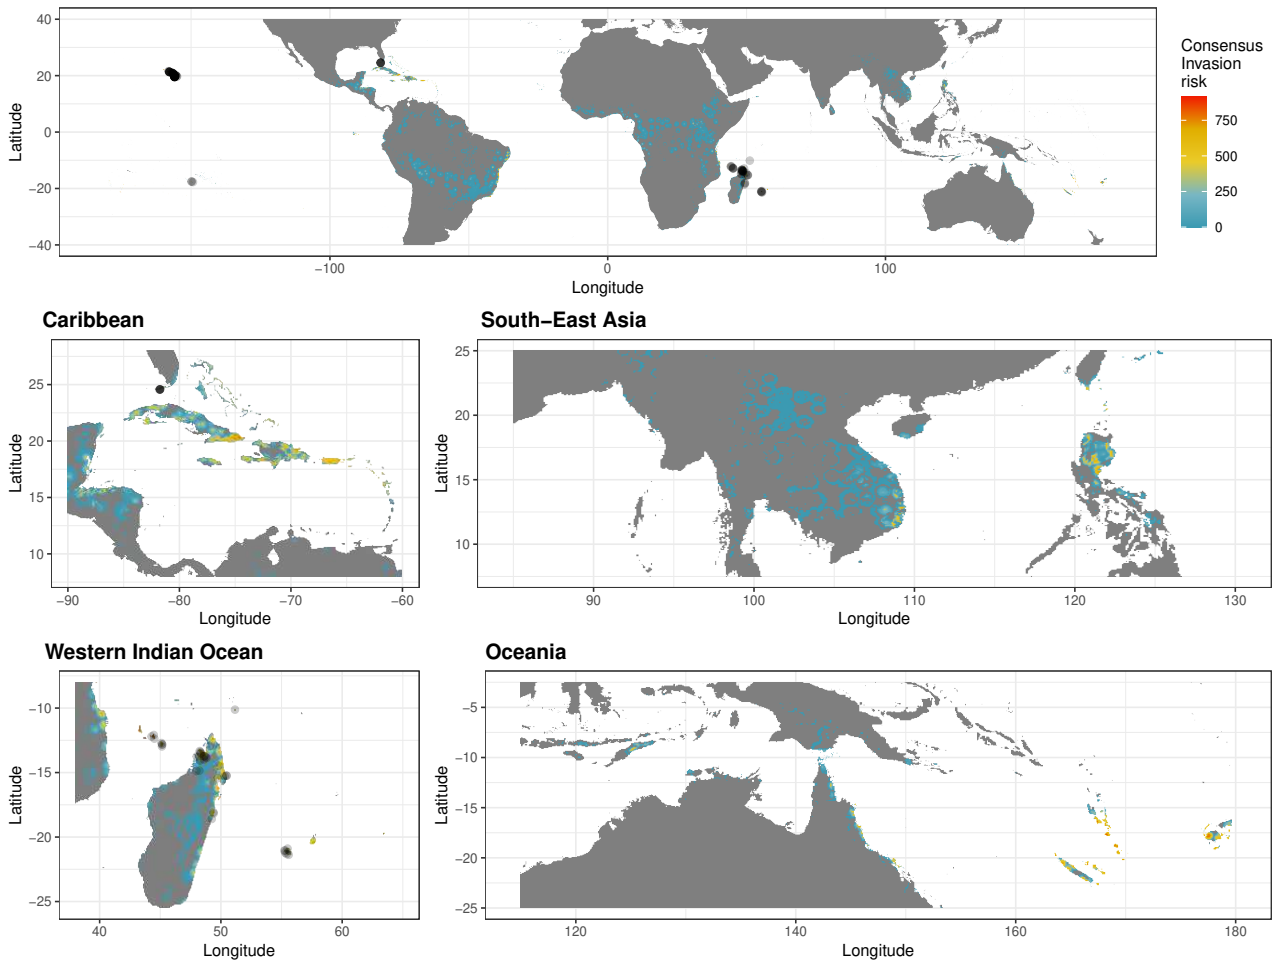 40
20
0
−20
−40
Latitude
−100
0
100
Longitude
Consensus
Invasion
risk
750
500
250
0
Caribbean
25
20
15
10
Latitude
−90
−80
−70
−60
Longitude
South−East Asia
25
20
15
10
Latitude
90
100
110
120
130
Longitude
Western Indian Ocean
−10
−15
−20
−25
Latitude
40
50
60
Longitude
Oceania
−5
−10
−15
−20
−25
Latitude
120
140
160
180
Longitude